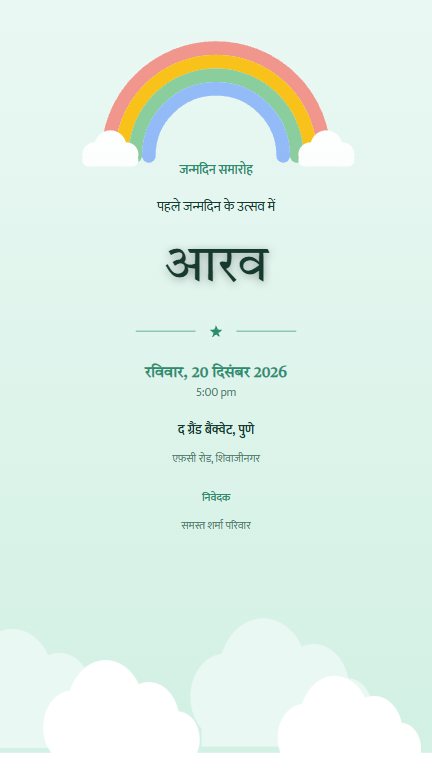 जन्मदिन समारोह
पहले जन्मदिन के उत्सव में
आरव
रविवार, 20 दिसंबर 2026
5:00 pm
द ग्रैंड बैंक्वेट, पुणे
एफ़सी रोड, शिवाजीनगर
निवेदक
समस्त शर्मा परिवार